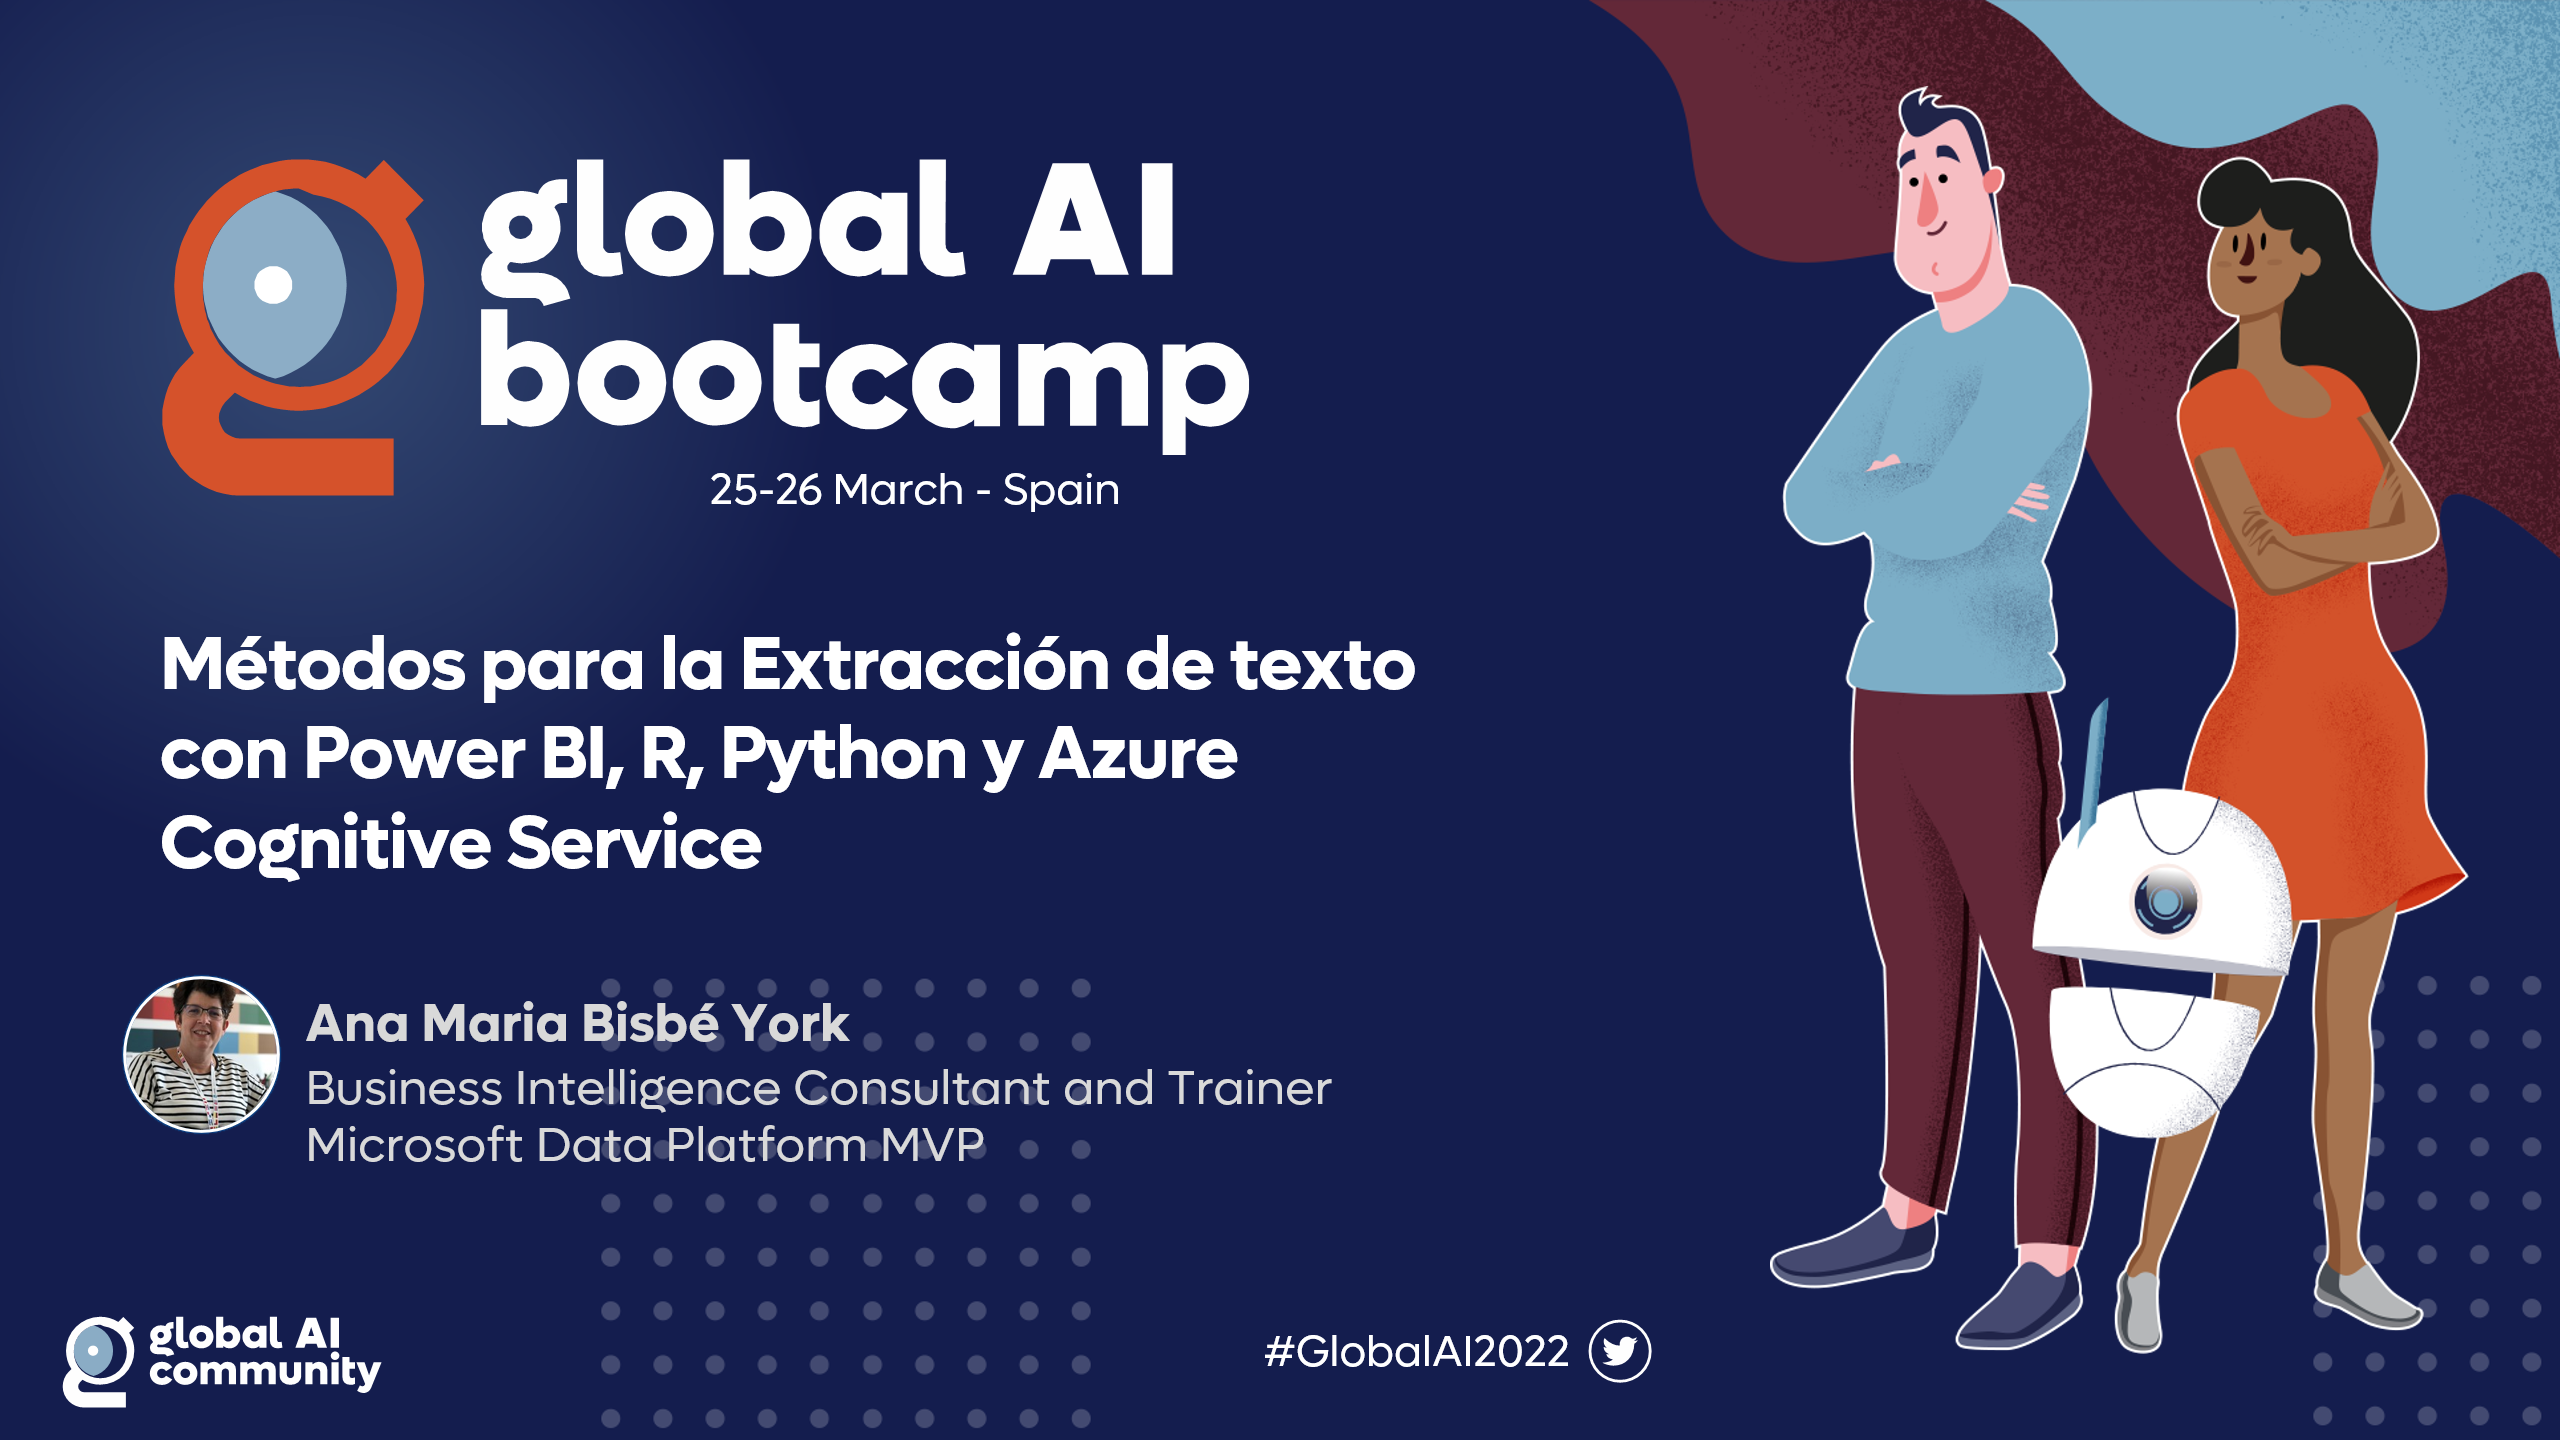 global AI
bootcamp
25-26 March - Spain
Métodos para la Extracción de texto
con Power BI, R, Python y Azure
Cognitive Service
Ana Maria Bisbé York
Business Intelligence Consultant and Trainer
Microsoft Data Platform MVP
global AI
community
#GlobalAI2022